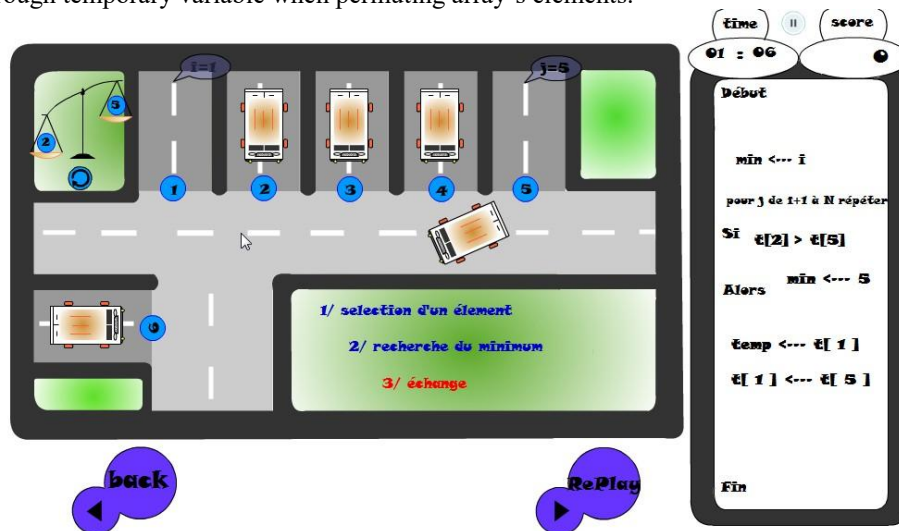 rough temporary variable when permuting array's elements.
time
score
01 : 06
0
i=1
j=5
5
2
1
2
3
4
5
6
1/ selection d'un élement
2/ recherche du minimum
3/ échange
Début
min <--- i
pour j de i+1 à N répéter
Si t[2] > t[5]
Alors min <--- 5
temp <--- t[ 1 ]
t[ 1 ] <--- t[ 5 ]
Fin
back
RePlay